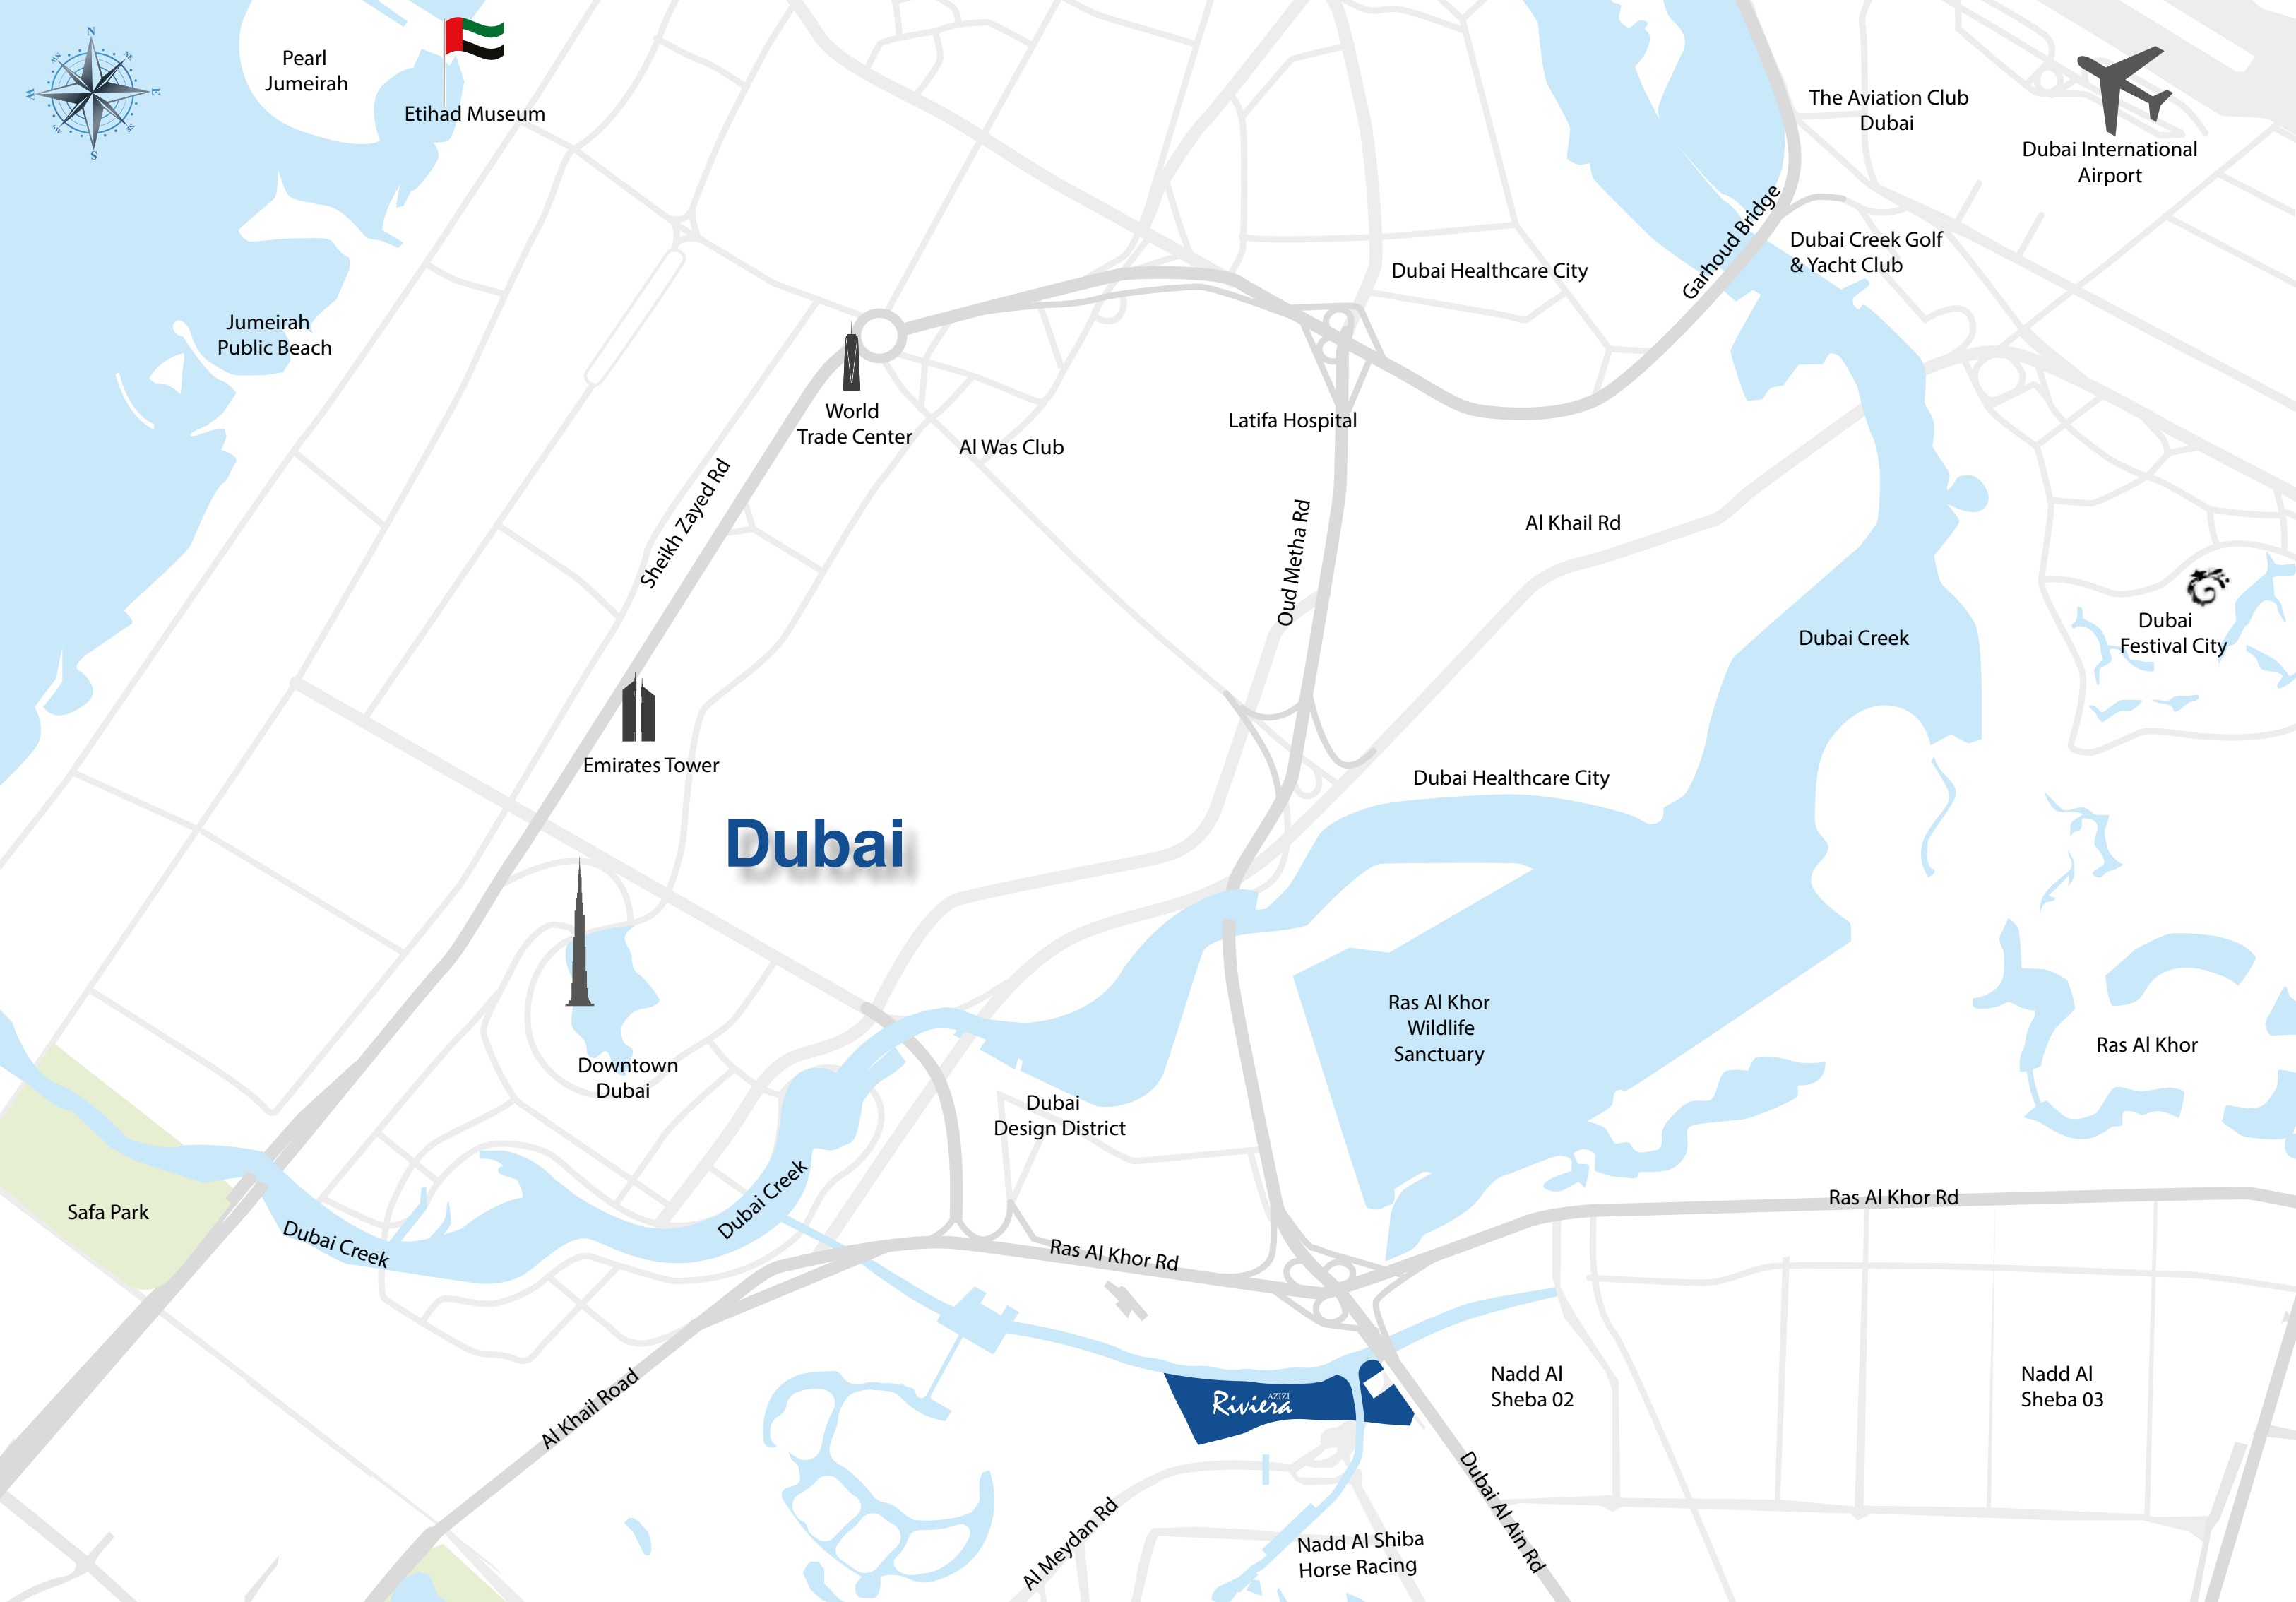 N
NW
NE
W
E
SW
SE
S
Pearl
Jumeirah
Etihad Museum
The Aviation Club
Dubai
Dubai International
Airport
Garhoud Bridge
Dubai Creek Golf
& Yacht Club
Dubai Healthcare City
Jumeirah
Public Beach
World
Trade Center
Al Was Club
Latifa Hospital
Sheikh Zayed Rd
Oud Metha Rd
Al Khail Rd
Dubai Creek
Dubai
Festival City
Emirates Tower
Dubai Healthcare City
Dubai
Ras Al Khor
Wildlife
Sanctuary
Ras Al Khor
Downtown
Dubai
Dubai
Design District
Safa Park
Dubai Creek
Dubai Creek
Ras Al Khor Rd
Ras Al Khor Rd
Al Khail Road
AZIZI
Riviera
Nadd Al
Sheba 02
Nadd Al
Sheba 03
Al Meydan Rd
Nadd Al Shiba
Horse Racing
Dubai Al Ain Rd